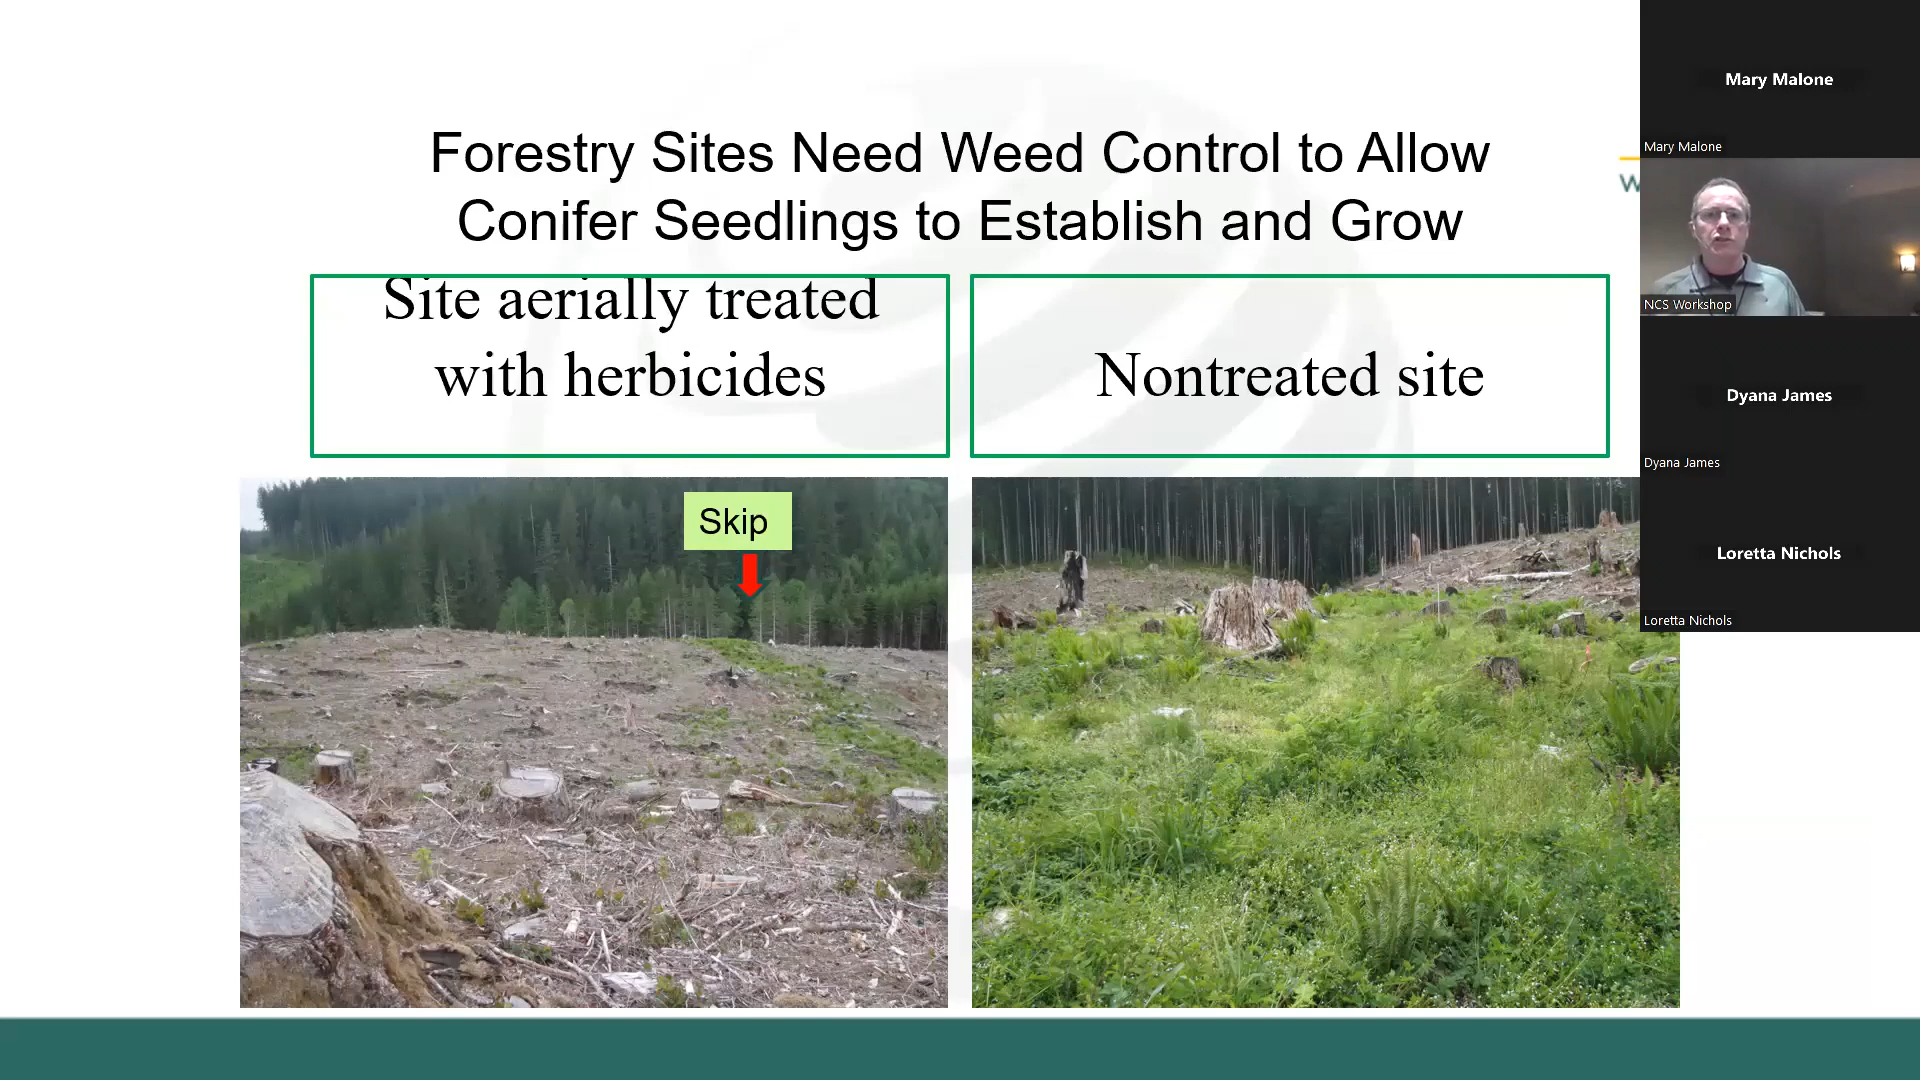 Forestry Sites Need Weed Control to Allow
Conifer Seedlings to Establish and Grow
Site aerially treated
with herbicides
Nontreated site
Skip
Mary Malone
Mary Malone
NCS Workshop
Dyana James
Dyana James
Loretta Nichols
Loretta Nichols